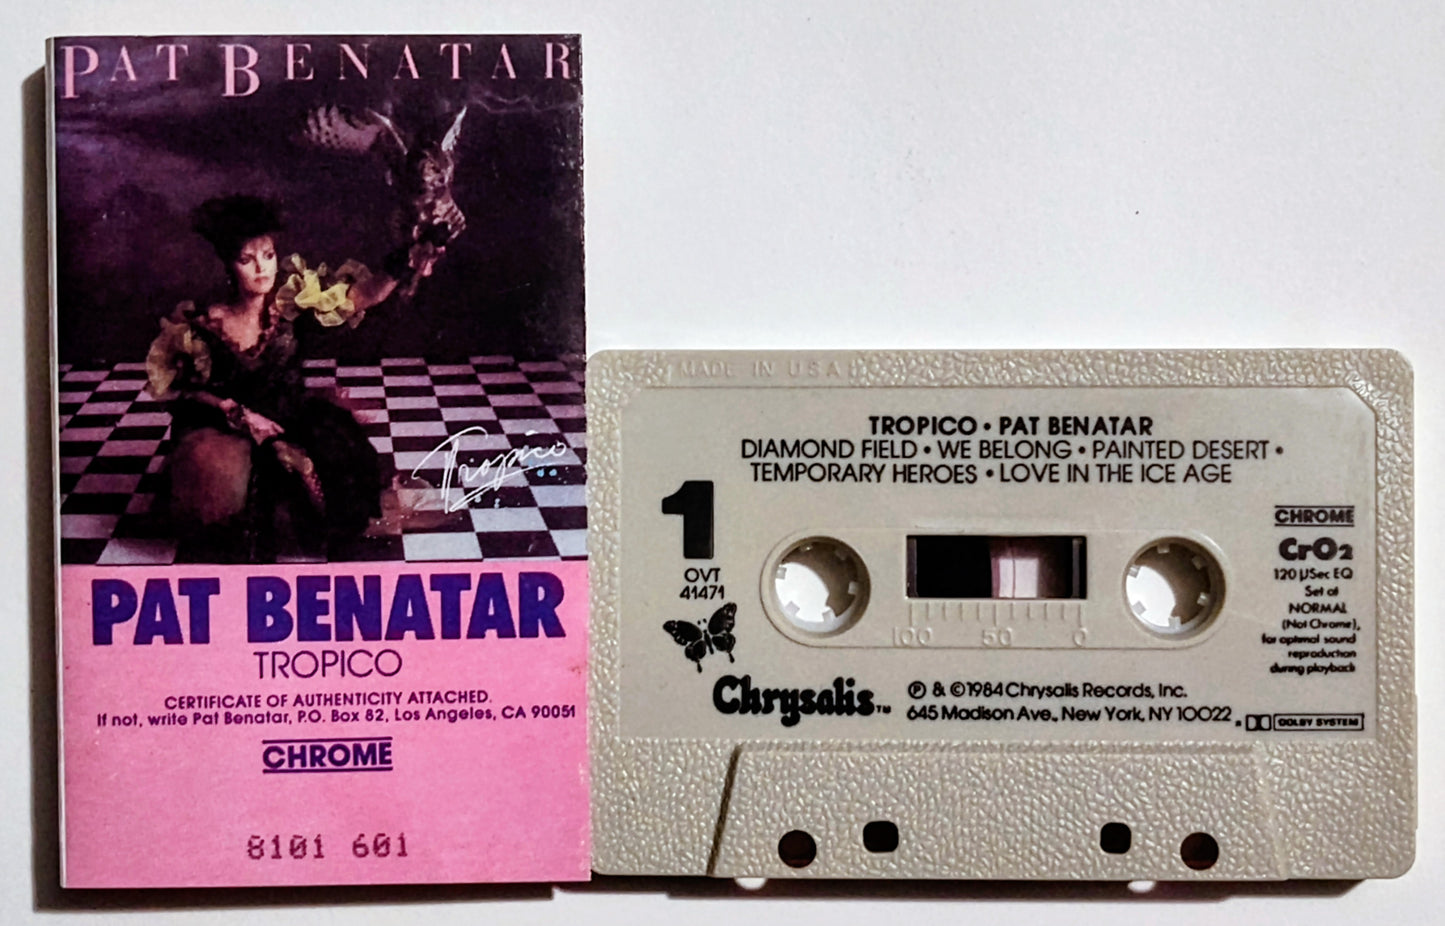 PAT BENATAR
Tropico
PAT BENATAR
TROPICO
CERTIFICATE OF AUTHENTICITY ATTACHED.
If not, write Pat Benatar, P.O. Box 82, Los Angeles, CA 90051
CHROME
8101 601
MADE IN U S A
TROPICO • PAT BENATAR
DIAMOND FIELD • WE BELONG • PAINTED DESERT •
TEMPORARY HEROES • LOVE IN THE ICE AGE
1
OVT
41471
CHROME
CrO2
120 µSec EQ
Set at
NORMAL
(Not Chrome),
for optimal sound
reproduction
during playback
100 50 0
Chrysalis™
℗ & ©1984 Chrysalis Records, Inc.
645 Madison Ave., New York, NY 10022.
DOLBY SYSTEM